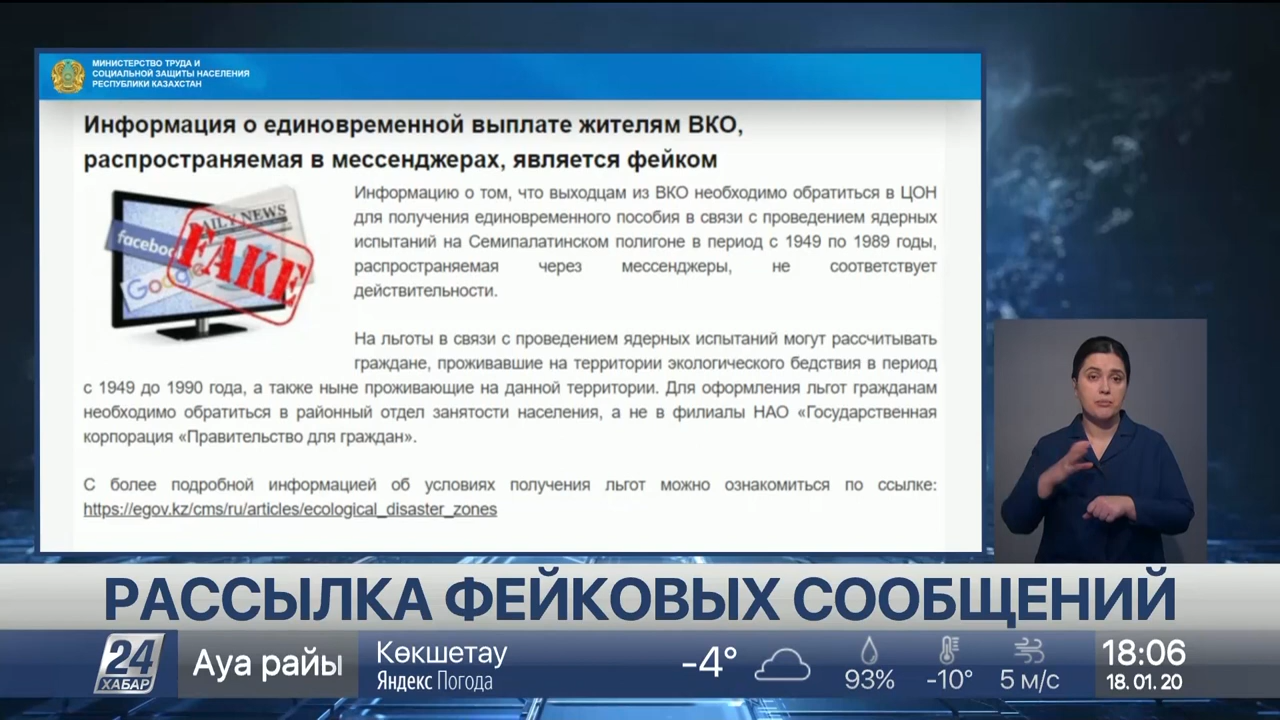 МИНИСТЕРСТВО ТРУДА И
СОЦИАЛЬНОЙ ЗАЩИТЫ НАСЕЛЕНИЯ
РЕСПУБЛИКИ КАЗАХСТАН
Информация о единовременной выплате жителям ВКО,
распространяемая в мессенджерах, является фейком
DAILY NEWS
facebook
Google
FAKE
Информацию о том, что выходцам из ВКО необходимо обратиться в ЦОН
для получения единовременного пособия в связи с проведением ядерных
испытаний на Семипалатинском полигоне в период с 1949 по 1989 годы,
распространяемая через мессенджеры, не соответствует
действительности.
На льготы в связи с проведением ядерных испытаний могут рассчитывать
граждане, проживавшие на территории экологического бедствия в период
с 1949 до 1990 года, а также ныне проживающие на данной территории. Для оформления льгот гражданам
необходимо обратиться в районный отдел занятости населения, а не в филиалы НАО «Государственная
корпорация «Правительство для граждан».
С более подробной информацией об условиях получения льгот можно ознакомиться по ссылке:
https://egov.kz/cms/ru/articles/ecological_disaster_zones
РАССЫЛКА ФЕЙКОВЫХ СООБЩЕНИЙ
24 ХАБАР
Ауа райы
Көкшетау
Яндекс Погода
-4°
93%
-10°
5 м/с
18:06
18. 01. 20